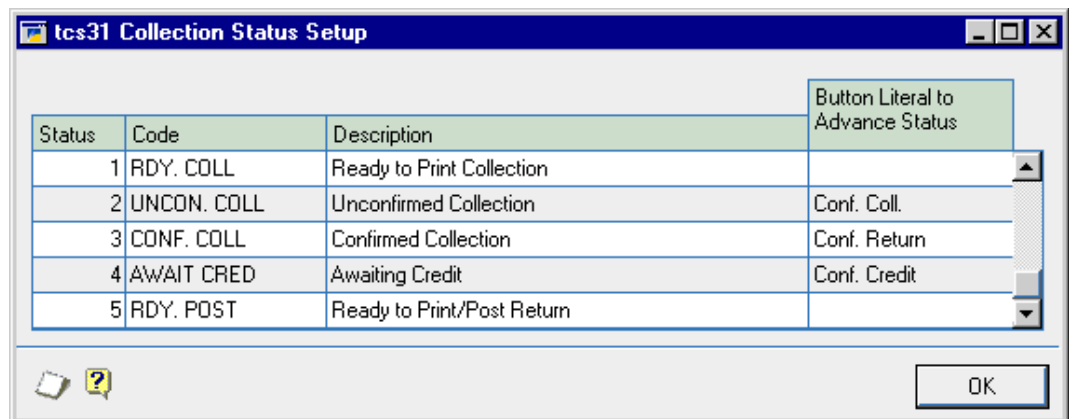 tcs31 Collection Status Setup
Button Literal to
Advance Status
Status Code Description
1 RDY. COLL Ready to Print Collection
2 UNCON. COLL Unconfirmed Collection Conf. Coll.
3 CONF. COLL Confirmed Collection Conf. Return
4 AWAIT CRED Awaiting Credit Conf. Credit
5 RDY. POST Ready to Print/Post Return
OK